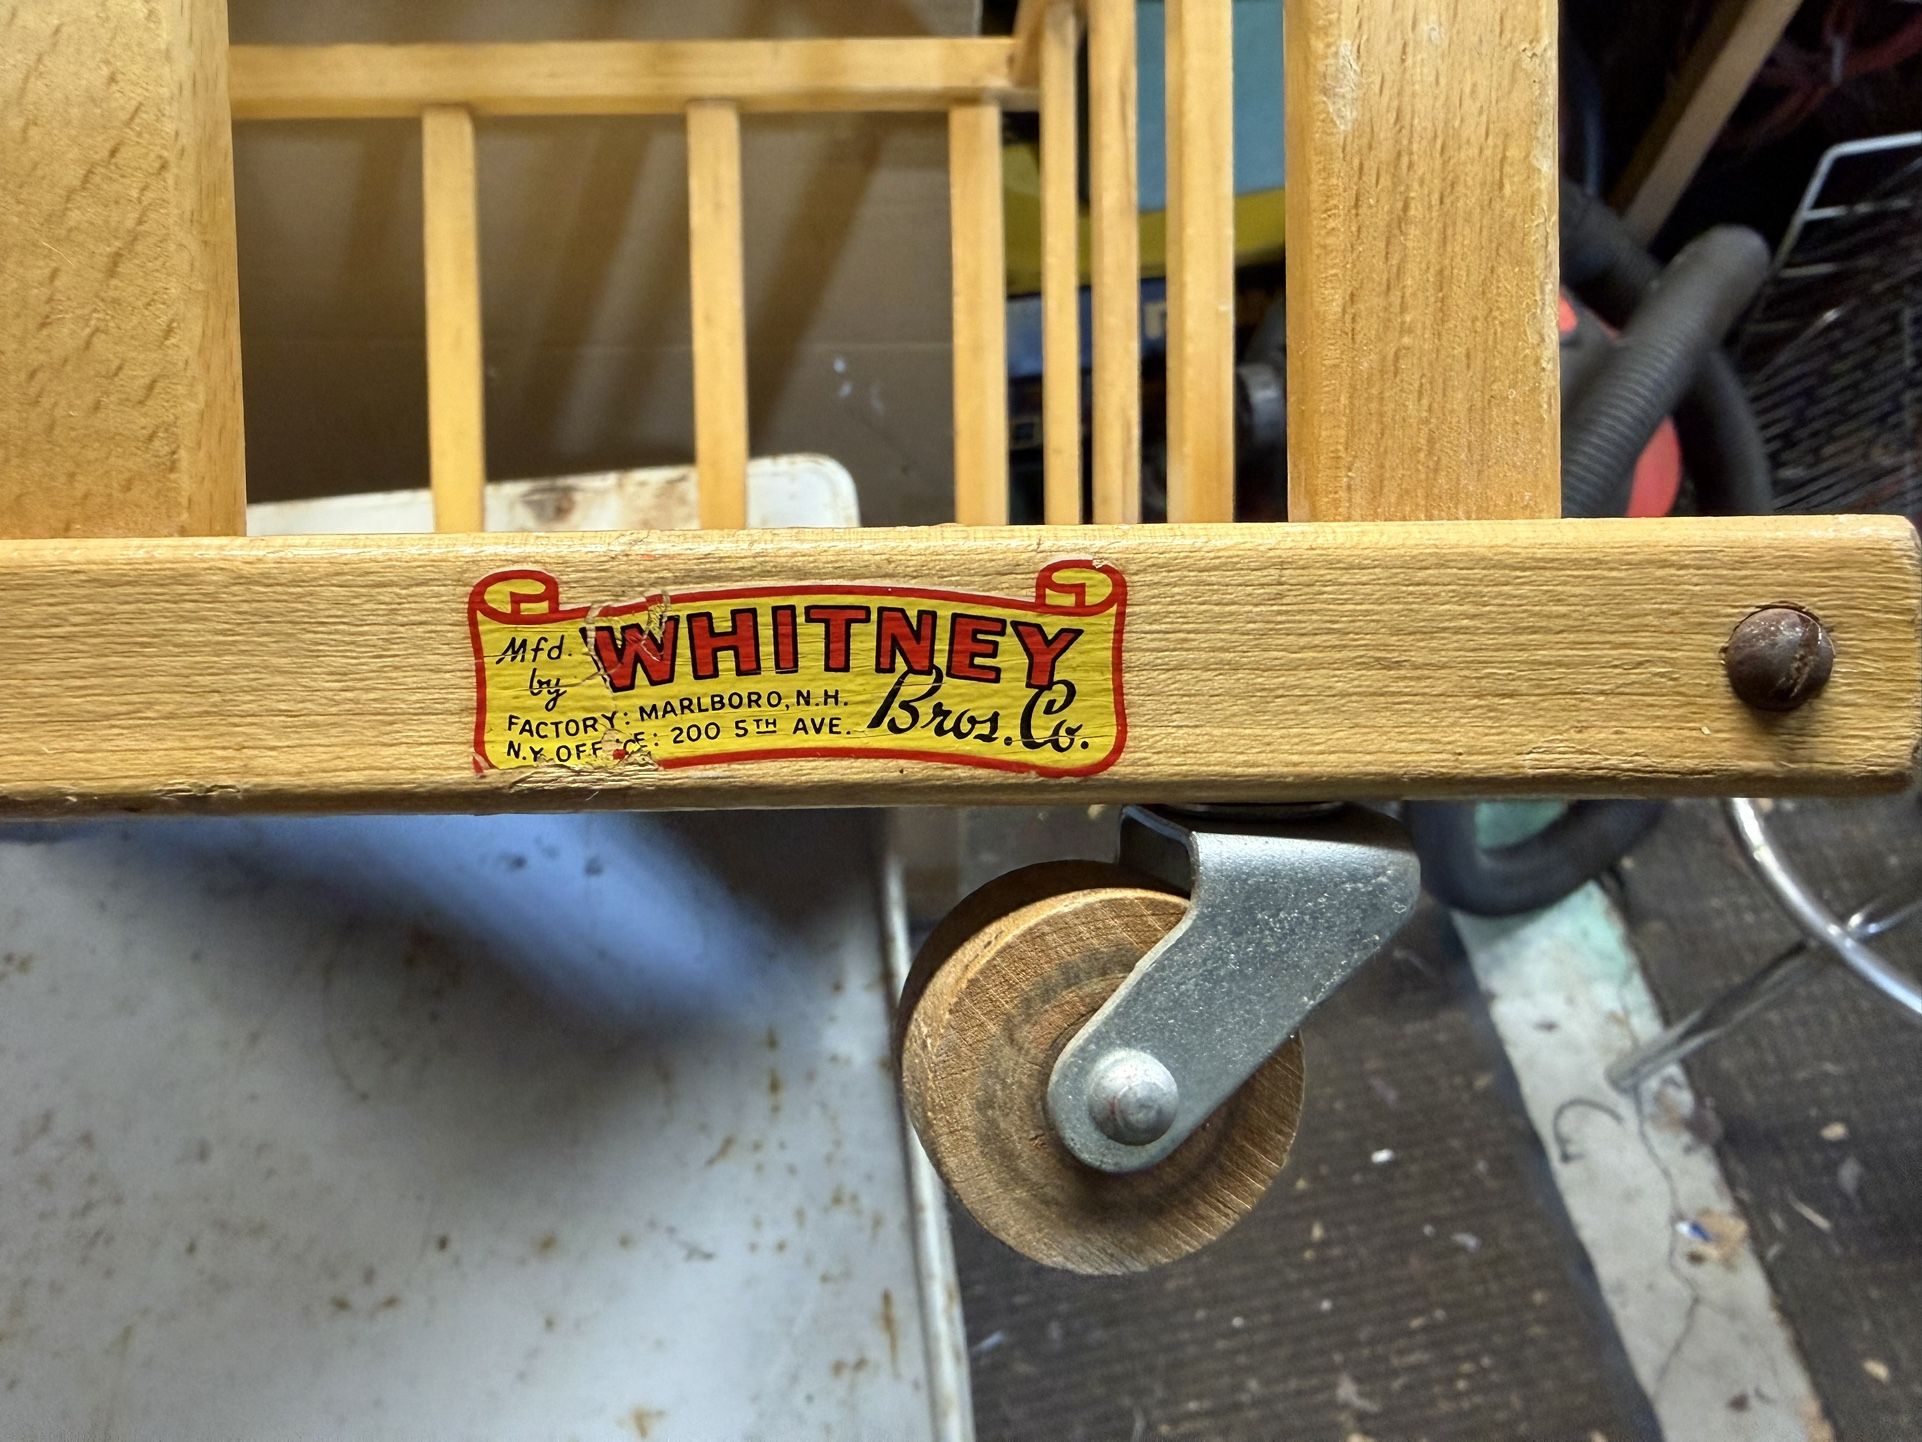 Mfd. by WHITNEY
Bros. Co.
FACTORY: MARLBORO, N.H.
N.Y. OFFICE: 200 5TH AVE.